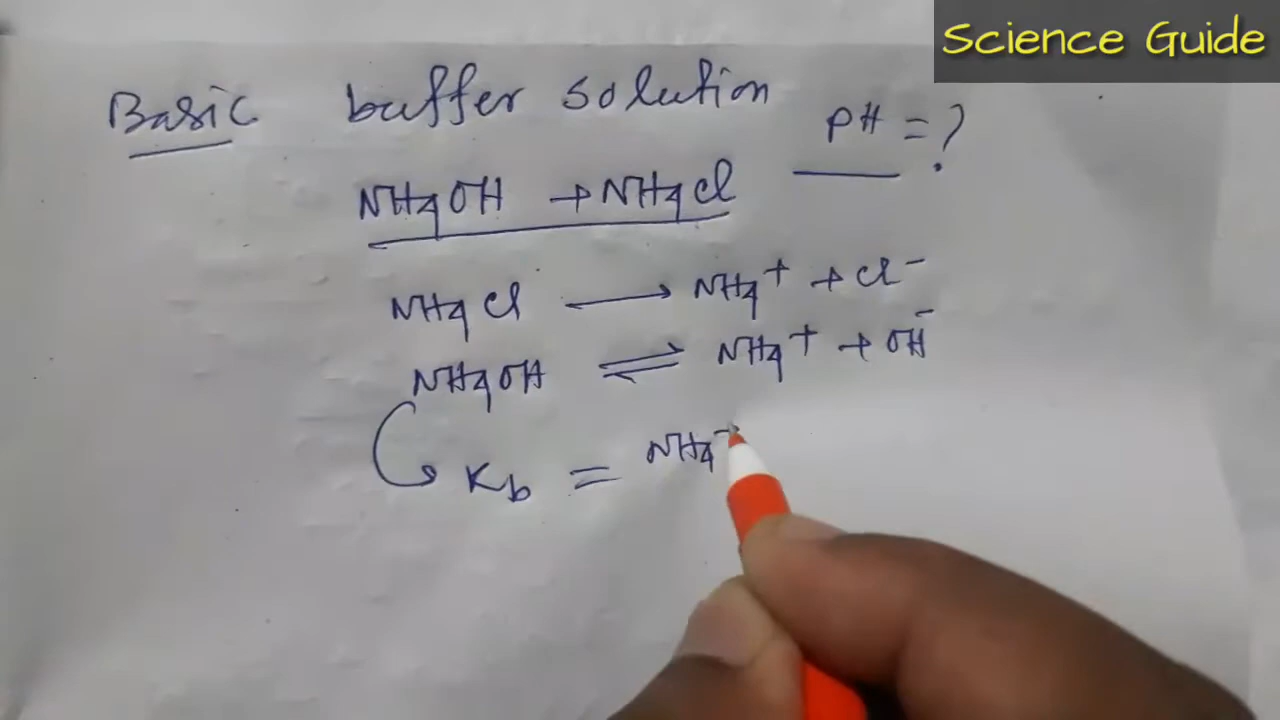 Science Guide
Basic buffer solution
PH = ?
NH4OH → NH4Cl
NH4Cl ⟶ NH4+ + Cl-
NH4OH ⇌ NH4+ + OH-
Kb = NH4